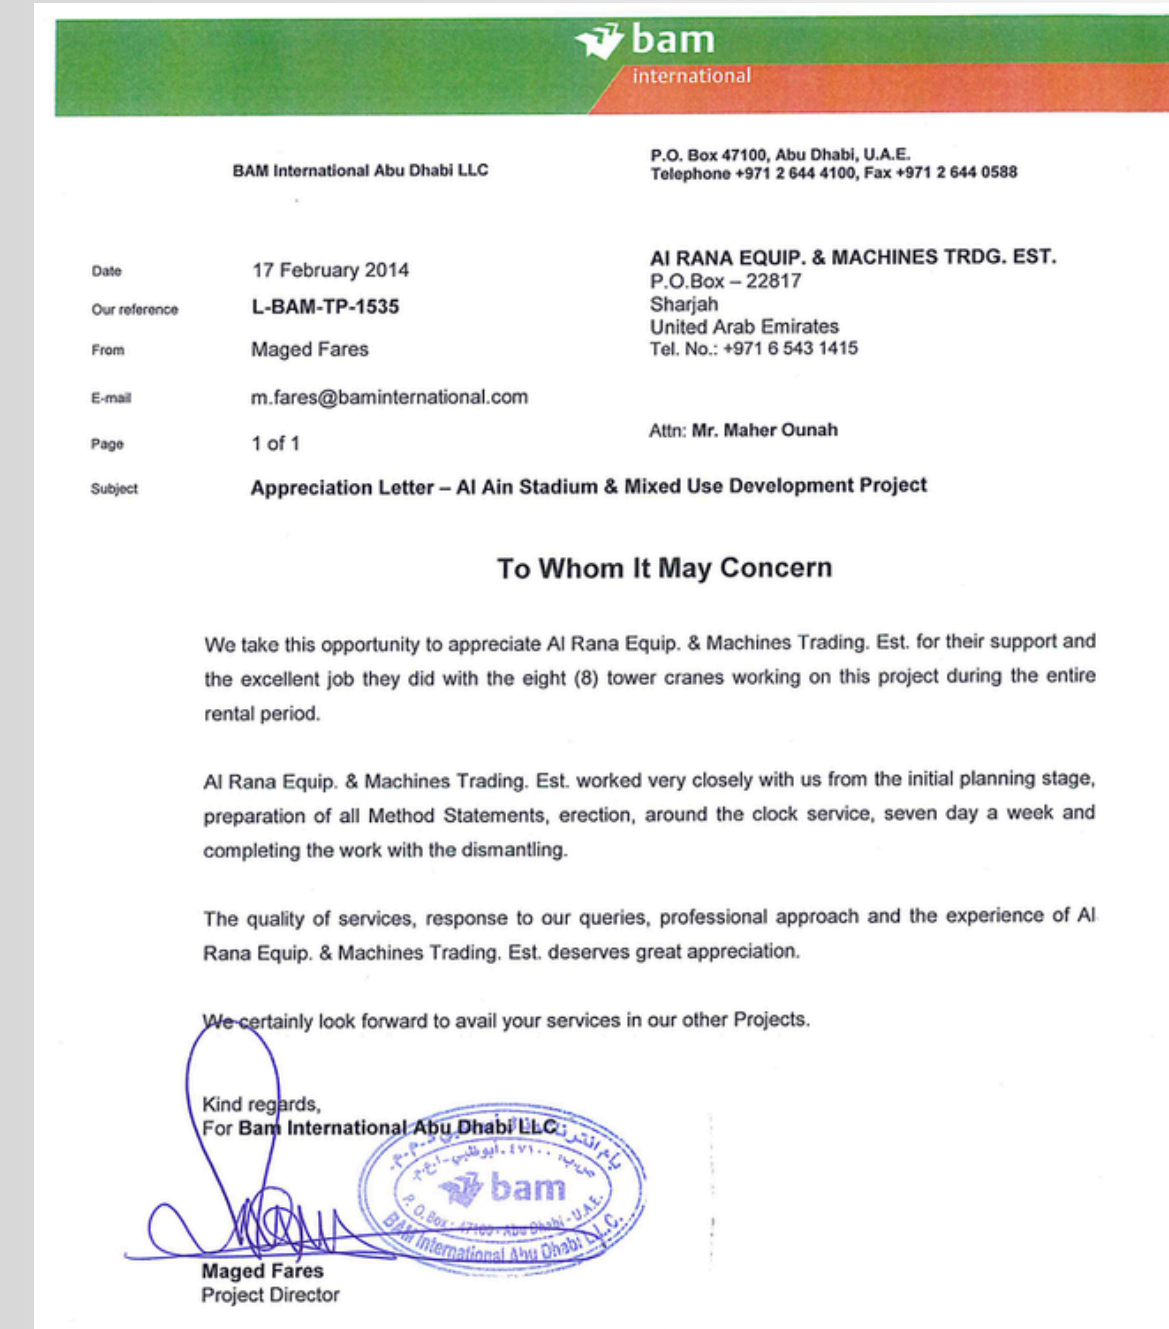 bam
international
BAM International Abu Dhabi LLC
P.O. Box 47100, Abu Dhabi, U.A.E.
Telephone +971 2 644 4100, Fax +971 2 644 0588
Date 17 February 2014
Our reference L-BAM-TP-1535
From Maged Fares
E-mail m.fares@baminternational.com
Page 1 of 1
Al RANA EQUIP. & MACHINES TRDG. EST.
P.O.Box – 22817
Sharjah
United Arab Emirates
Tel. No.: +971 6 543 1415
Attn: Mr. Maher Ounah
Subject Appreciation Letter – Al Ain Stadium & Mixed Use Development Project
To Whom It May Concern
We take this opportunity to appreciate Al Rana Equip. & Machines Trading. Est. for their support and
the excellent job they did with the eight (8) tower cranes working on this project during the entire
rental period.
Al Rana Equip. & Machines Trading. Est. worked very closely with us from the initial planning stage,
preparation of all Method Statements, erection, around the clock service, seven day a week and
completing the work with the dismantling.
The quality of services, response to our queries, professional approach and the experience of Al
Rana Equip. & Machines Trading. Est. deserves great appreciation.
We certainly look forward to avail your services in our other Projects.
Kind regards,
For Bam International Abu Dhabi LLC
ص.ب. ٤٧١٠٠ أبوظبي - ا.ع.م.
bam
P. O. Box - 47100 - Abu Dhabi - U.A.E.
BAM International Abu Dhabi L.L.C.
Maged Fares
Project Director